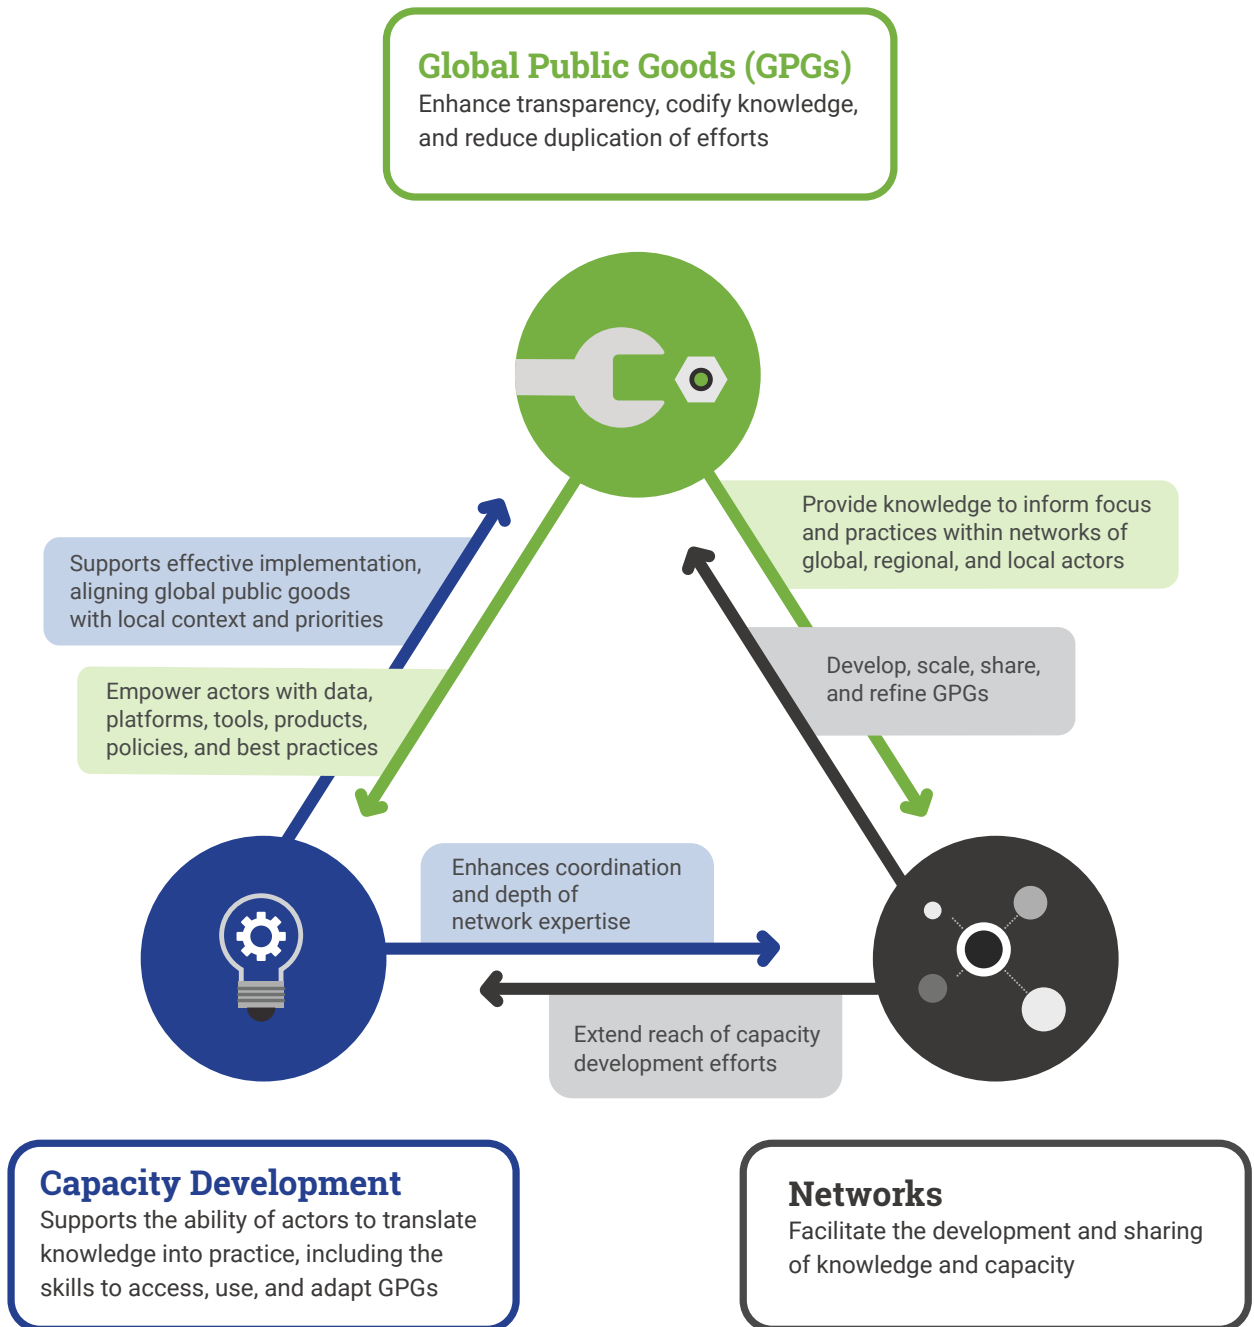 Global Public Goods (GPGs)
Enhance transparency, codify knowledge,
and reduce duplication of efforts
Provide knowledge to inform focus
and practices within networks of
global, regional, and local actors
Supports effective implementation,
aligning global public goods
with local context and priorities
Develop, scale, share,
and refine GPGs
Empower actors with data,
platforms, tools, products,
policies, and best practices
Enhances coordination
and depth of
network expertise
Extend reach of capacity
development efforts
Capacity Development
Supports the ability of actors to translate
knowledge into practice, including the
skills to access, use, and adapt GPGs
Networks
Facilitate the development and sharing
of knowledge and capacity